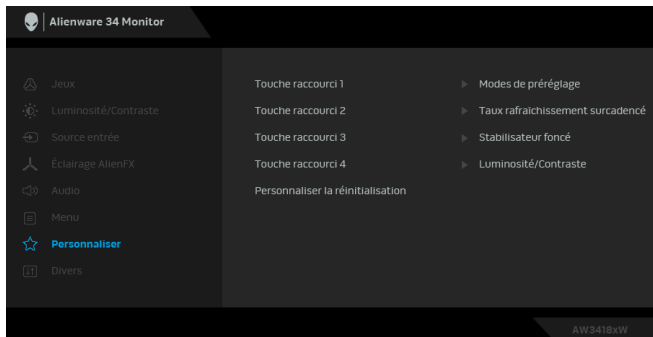 Alienware 34 Monitor
Jeux
Luminosité/Contraste
Source entrée
Éclairage AlienFX
Audio
Menu
Personnaliser
Divers
Touche raccourci 1 Modes de préréglage
Touche raccourci 2 Taux rafraîchissement surcadencé
Touche raccourci 3 Stabilisateur foncé
Touche raccourci 4 Luminosité/Contraste
Personnaliser la réinitialisation
AW3418xW